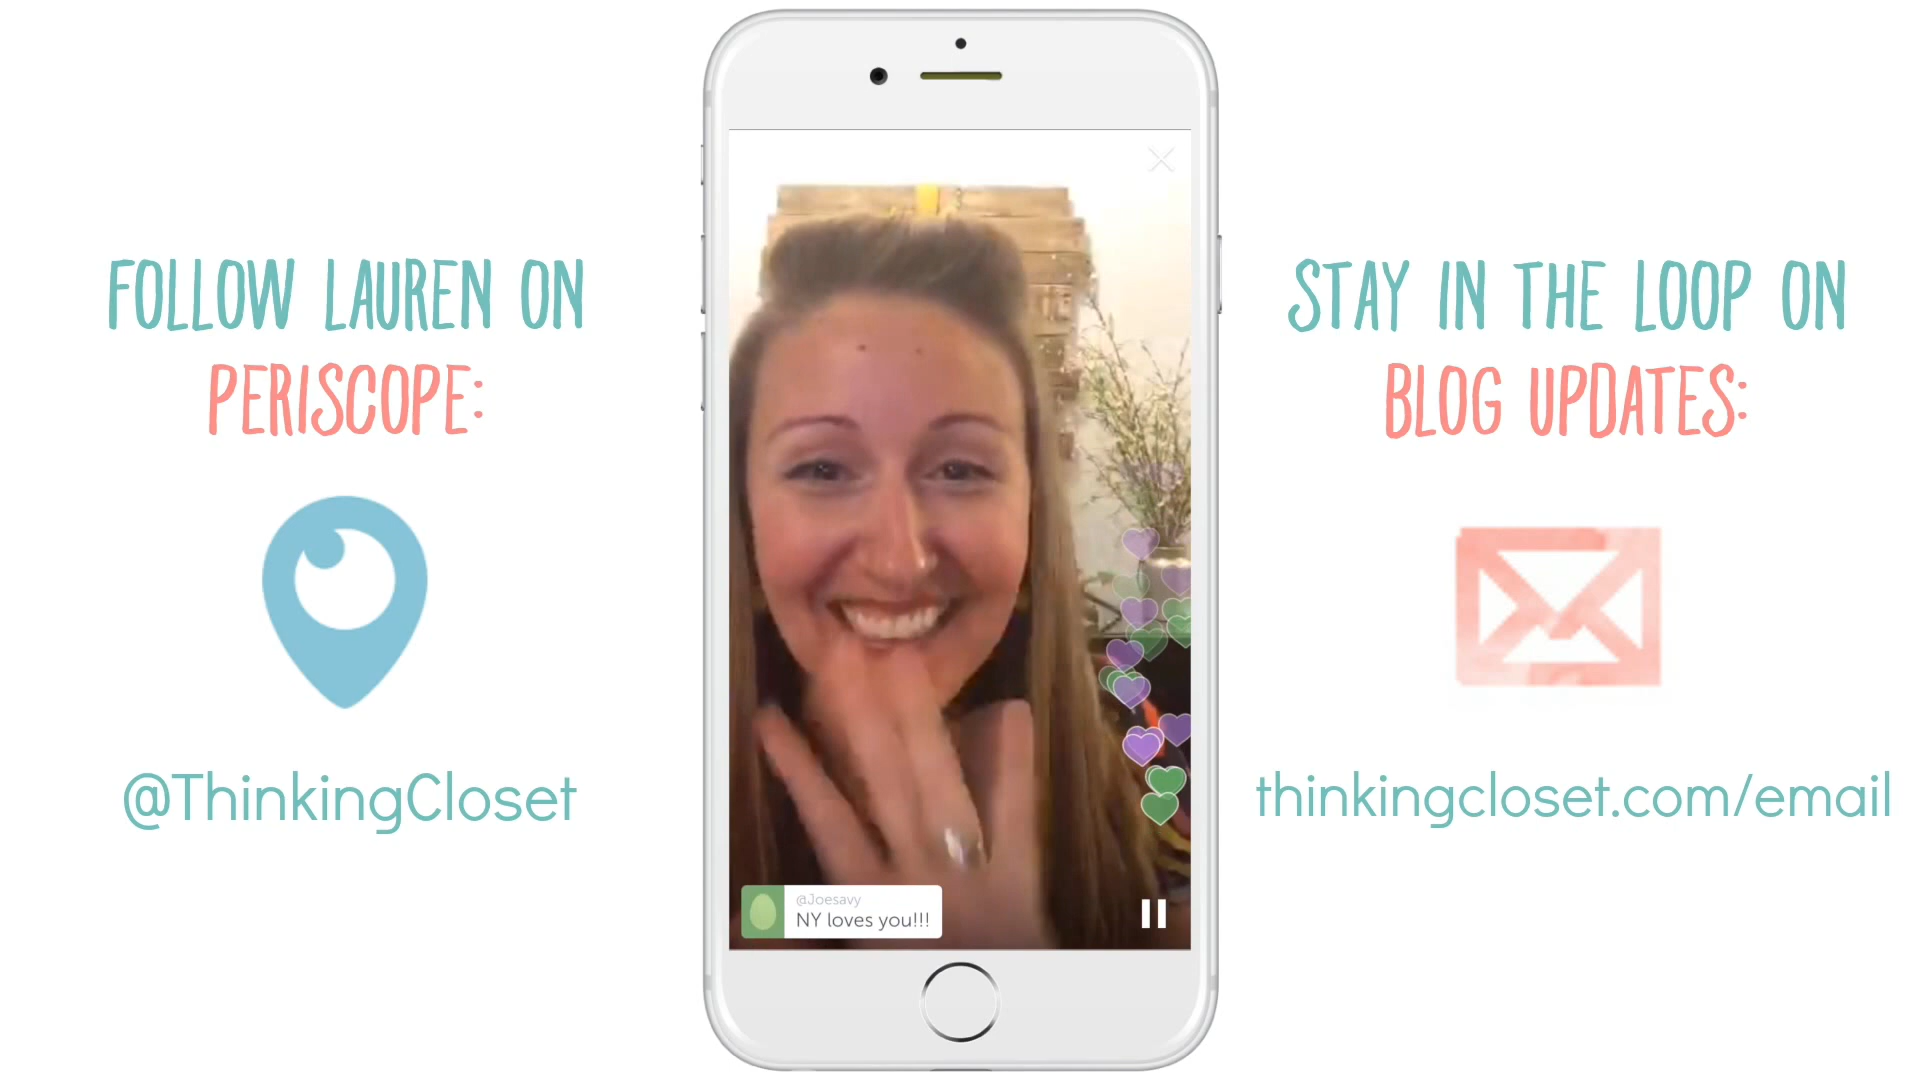 FOLLOW LAUREN ON
PERISCOPE:
@ThinkingCloset
@Joesavy
NY loves you!!!
STAY IN THE LOOP ON
BLOG UPDATES:
thinkingcloset.com/email